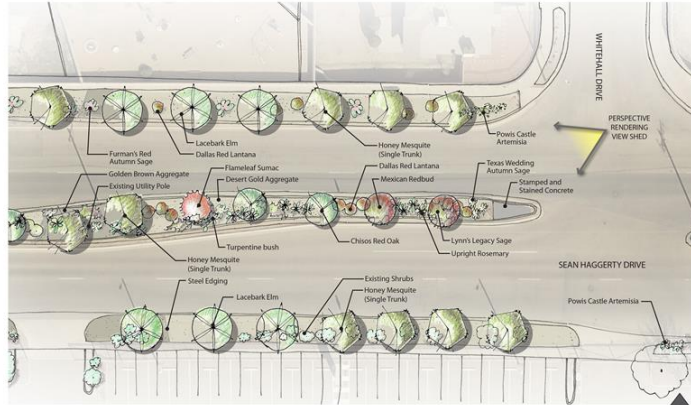 WHITEHALL DRIVE
PERSPECTIVE
RENDERING
VIEW SHED
Powis Castle
Artemisia
Lacebark Elm
Honey Mesquite
(Single Trunk)
Furman's Red
Autumn Sage
Dallas Red Lantana
Golden Brown Aggregate
Existing Utility Pole
Flameleaf Sumac
Desert Gold Aggregate
Dallas Red Lantana
Mexican Redbud
Texas Wedding
Autumn Sage
Stamped and
Stained Concrete
Turpentine bush
Chisos Red Oak
Lynn's Legacy Sage
Upright Rosemary
Honey Mesquite
(Single Trunk)
SEAN HAGGERTY DRIVE
Steel Edging
Existing Shrubs
Honey Mesquite
(Single Trunk)
Lacebark Elm
Powis Castle Artemisia